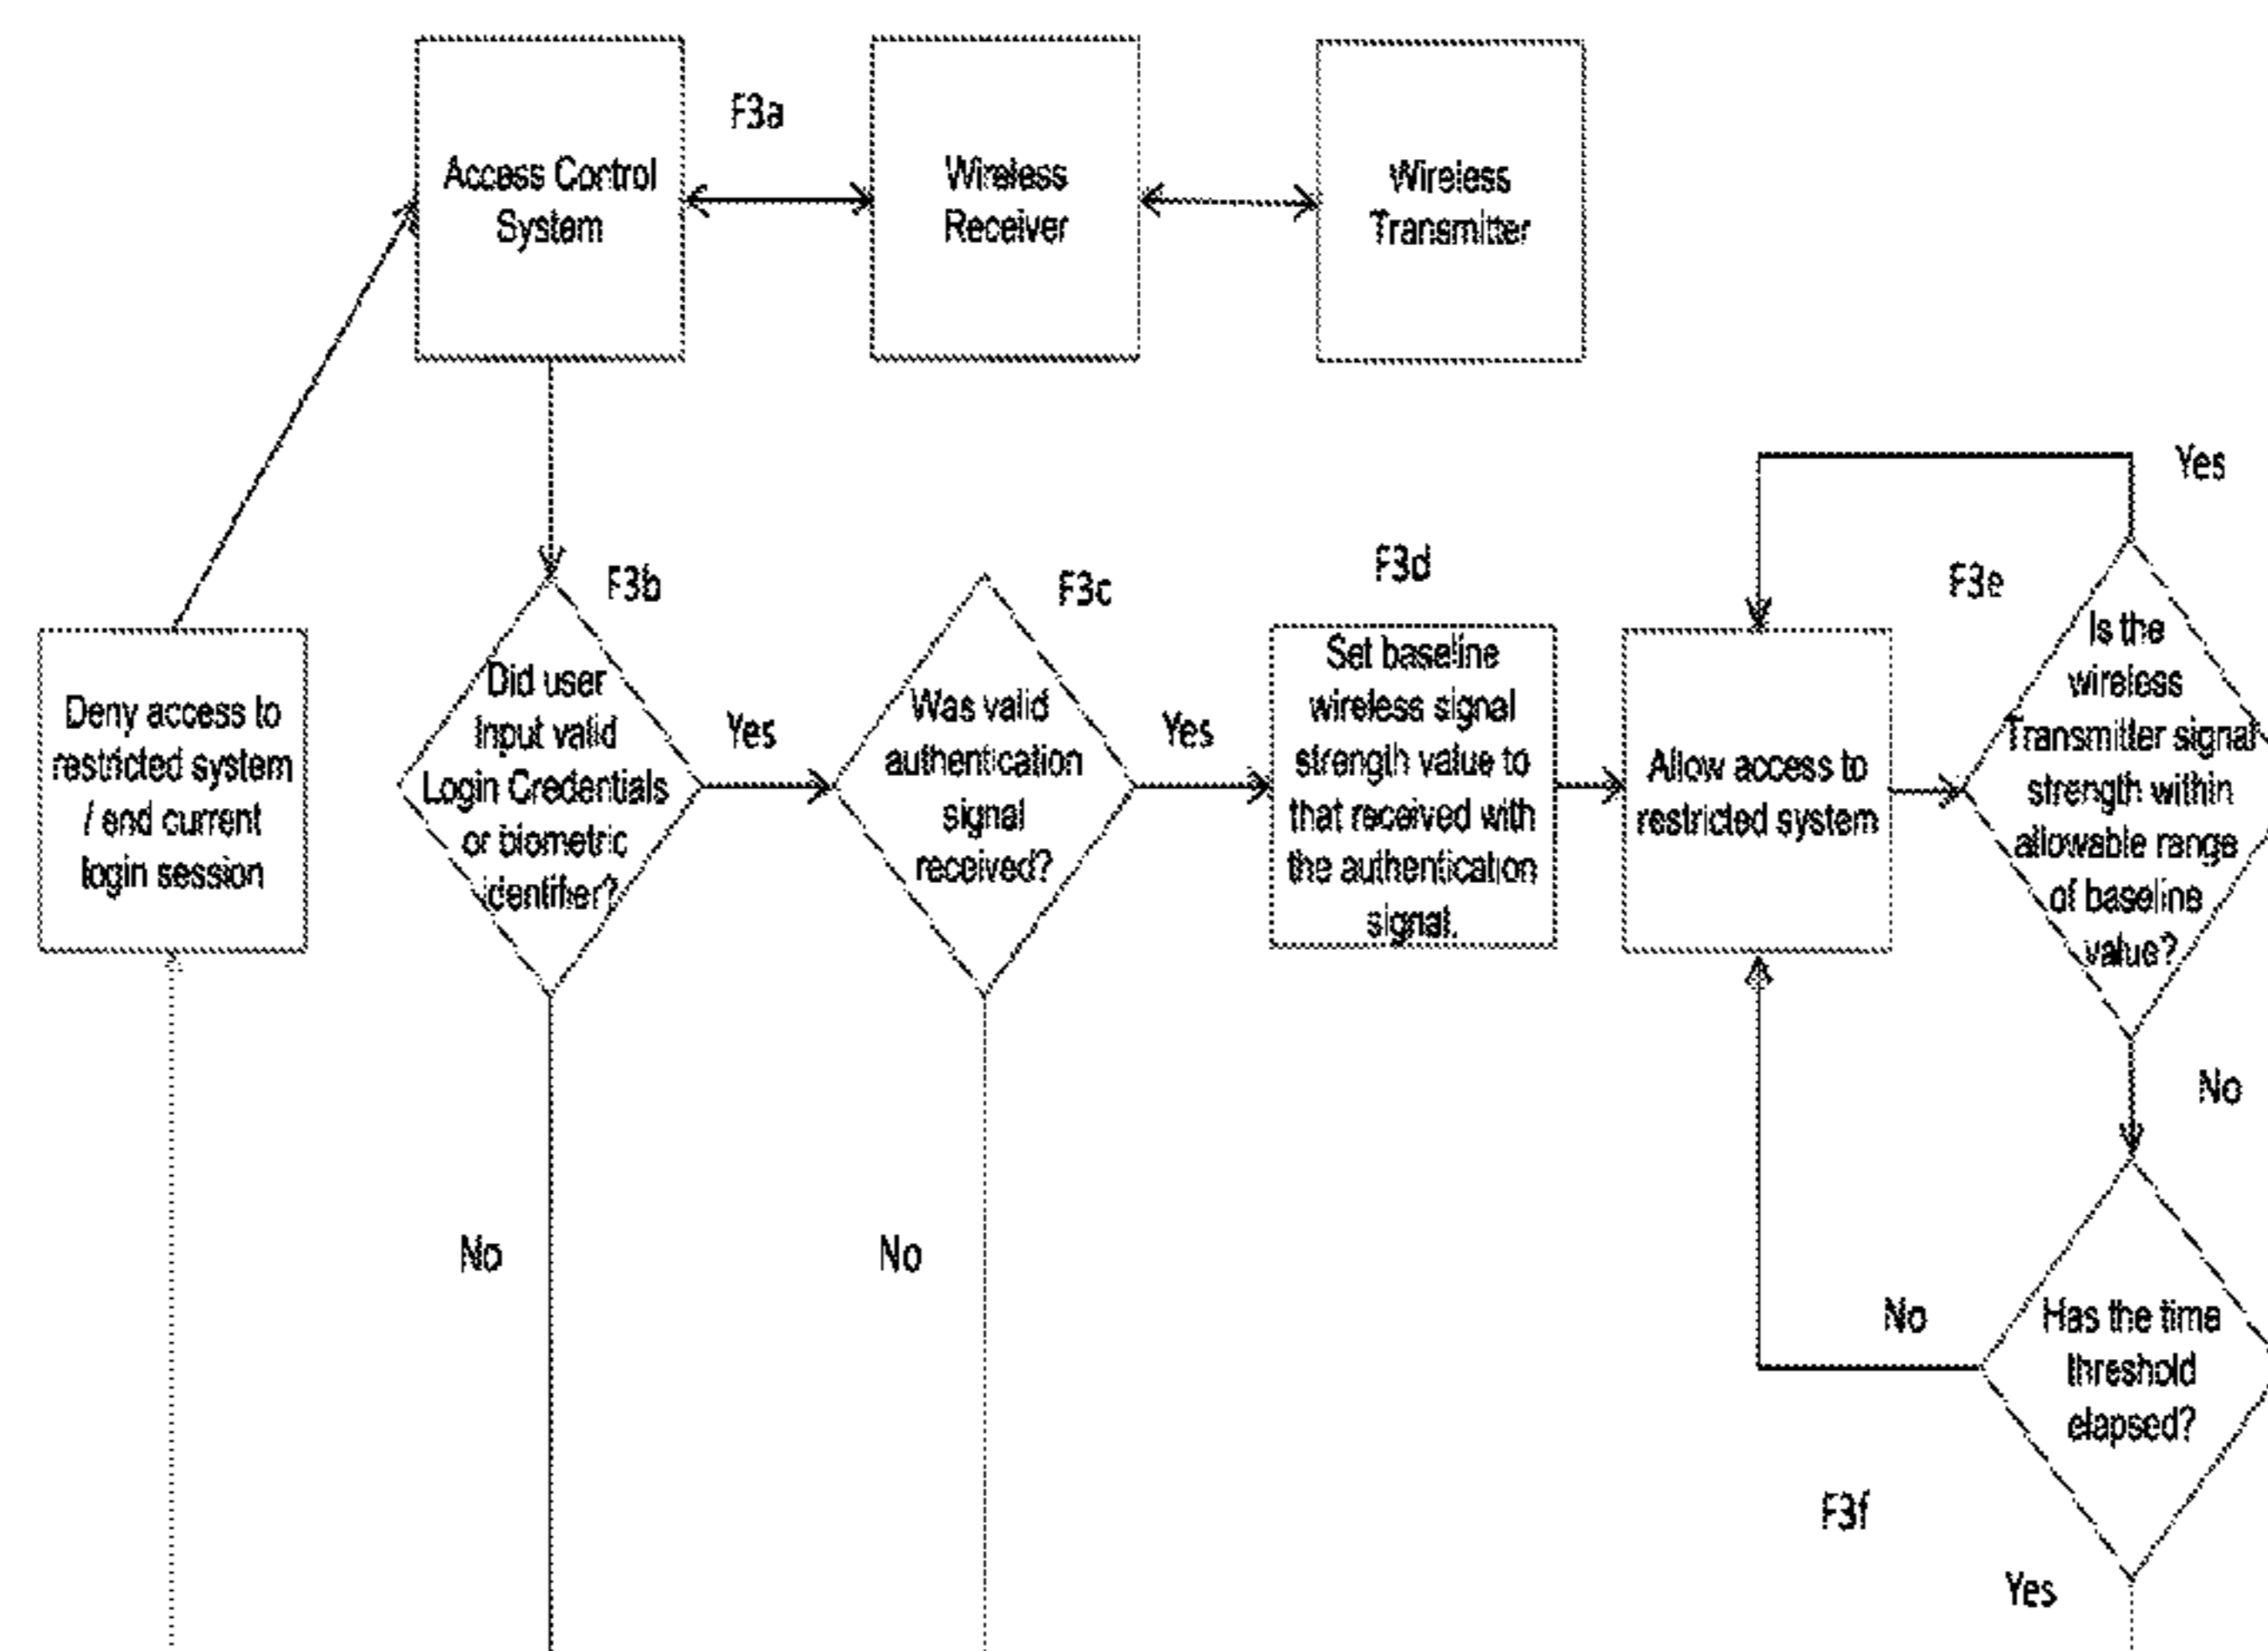 F3a
Access Control
System
Wireless
Receiver
Wireless
Transmitter
Yes
F3b
F3c
F3d
F3e
Deny access to
restricted system
/ end current
login session
Did user
Input valid
Login Credentials
or biometric
identifier?
Yes
Was valid
authentication
signal
received?
Yes
Set baseline
wireless signal
strength value to
that received with
the authentication
signal.
Allow access to
restricted system
Is the
wireless
Transmitter signal
strength within
allowable range
of baseline
value?
No
No
No
No
Has the time
threshold
elapsed?
F3f
Yes